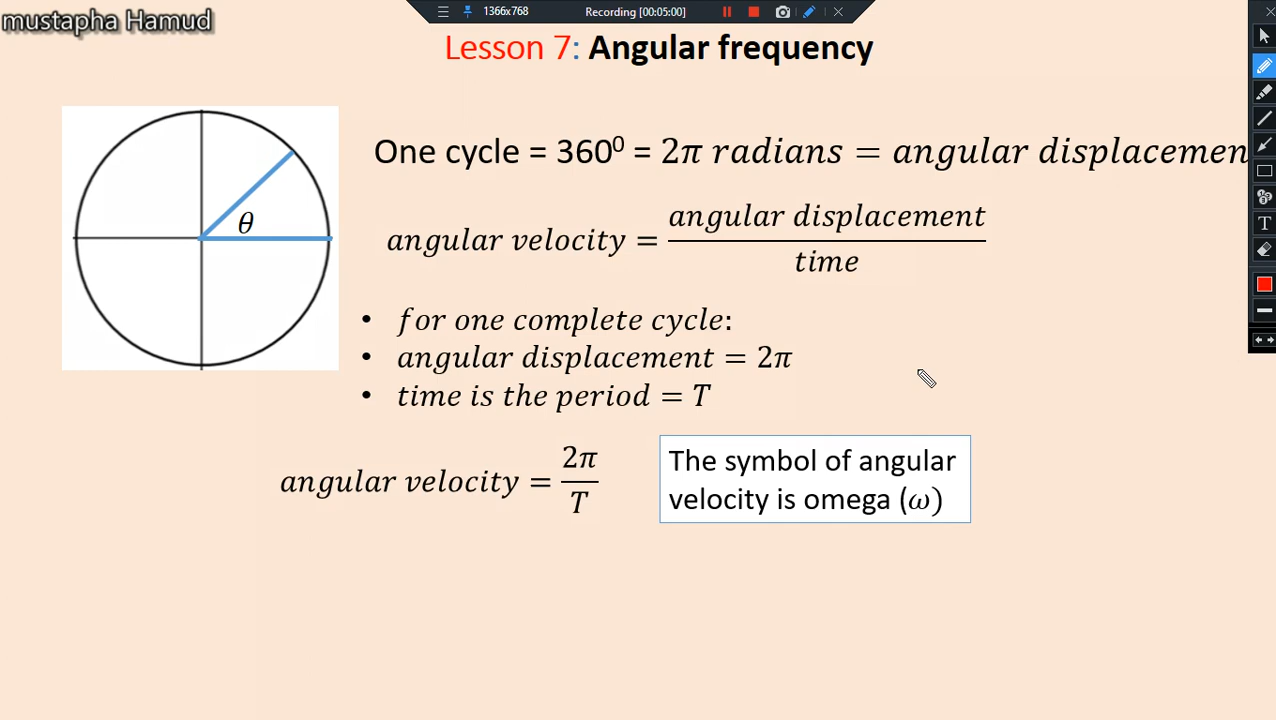 mustapha Hamud
1366x768
Recording [00:05:00]
Lesson 7: Angular frequency
One cycle = 360⁰ = 2π radians = angular displacemen
θ
angular velocity = angular displacement / time
• for one complete cycle:
• angular displacement = 2π
• time is the period = T
angular velocity = 2π / T
The symbol of angular
velocity is omega (ω)